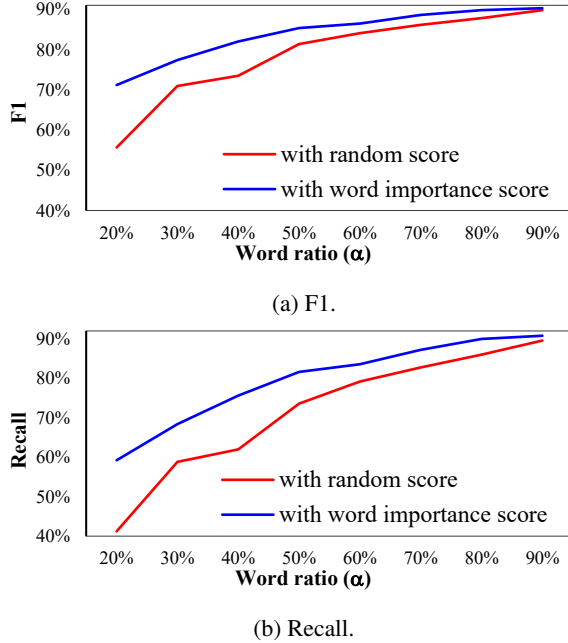 90%
80%
70%
60%
50%
40%
F1
with random score
with word importance score
20% 30% 40% 50% 60% 70% 80% 90%
Word ratio (α)
(a) F1.
90%
80%
70%
60%
50%
40%
Recall
with random score
with word importance score
20% 30% 40% 50% 60% 70% 80% 90%
Word ratio (α)
(b) Recall.